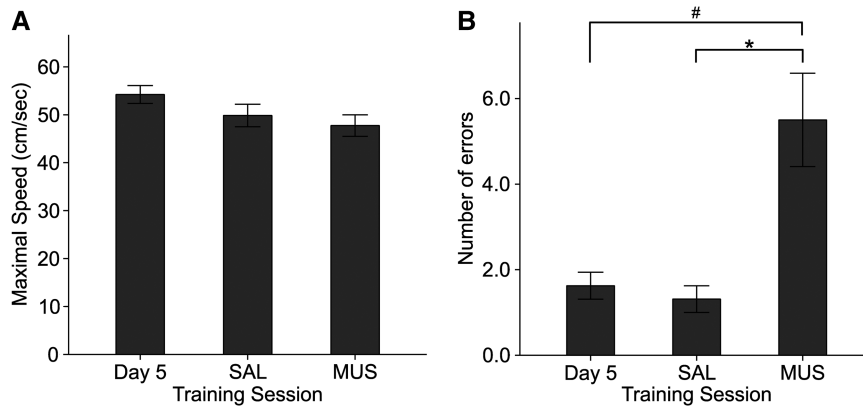 A
Maximal Speed (cm/sec)
60
50
40
30
20
10
0
Day 5 SAL MUS
Training Session
B
#
*
Number of errors
6.0
4.0
2.0
0.0
Day 5 SAL MUS
Training Session